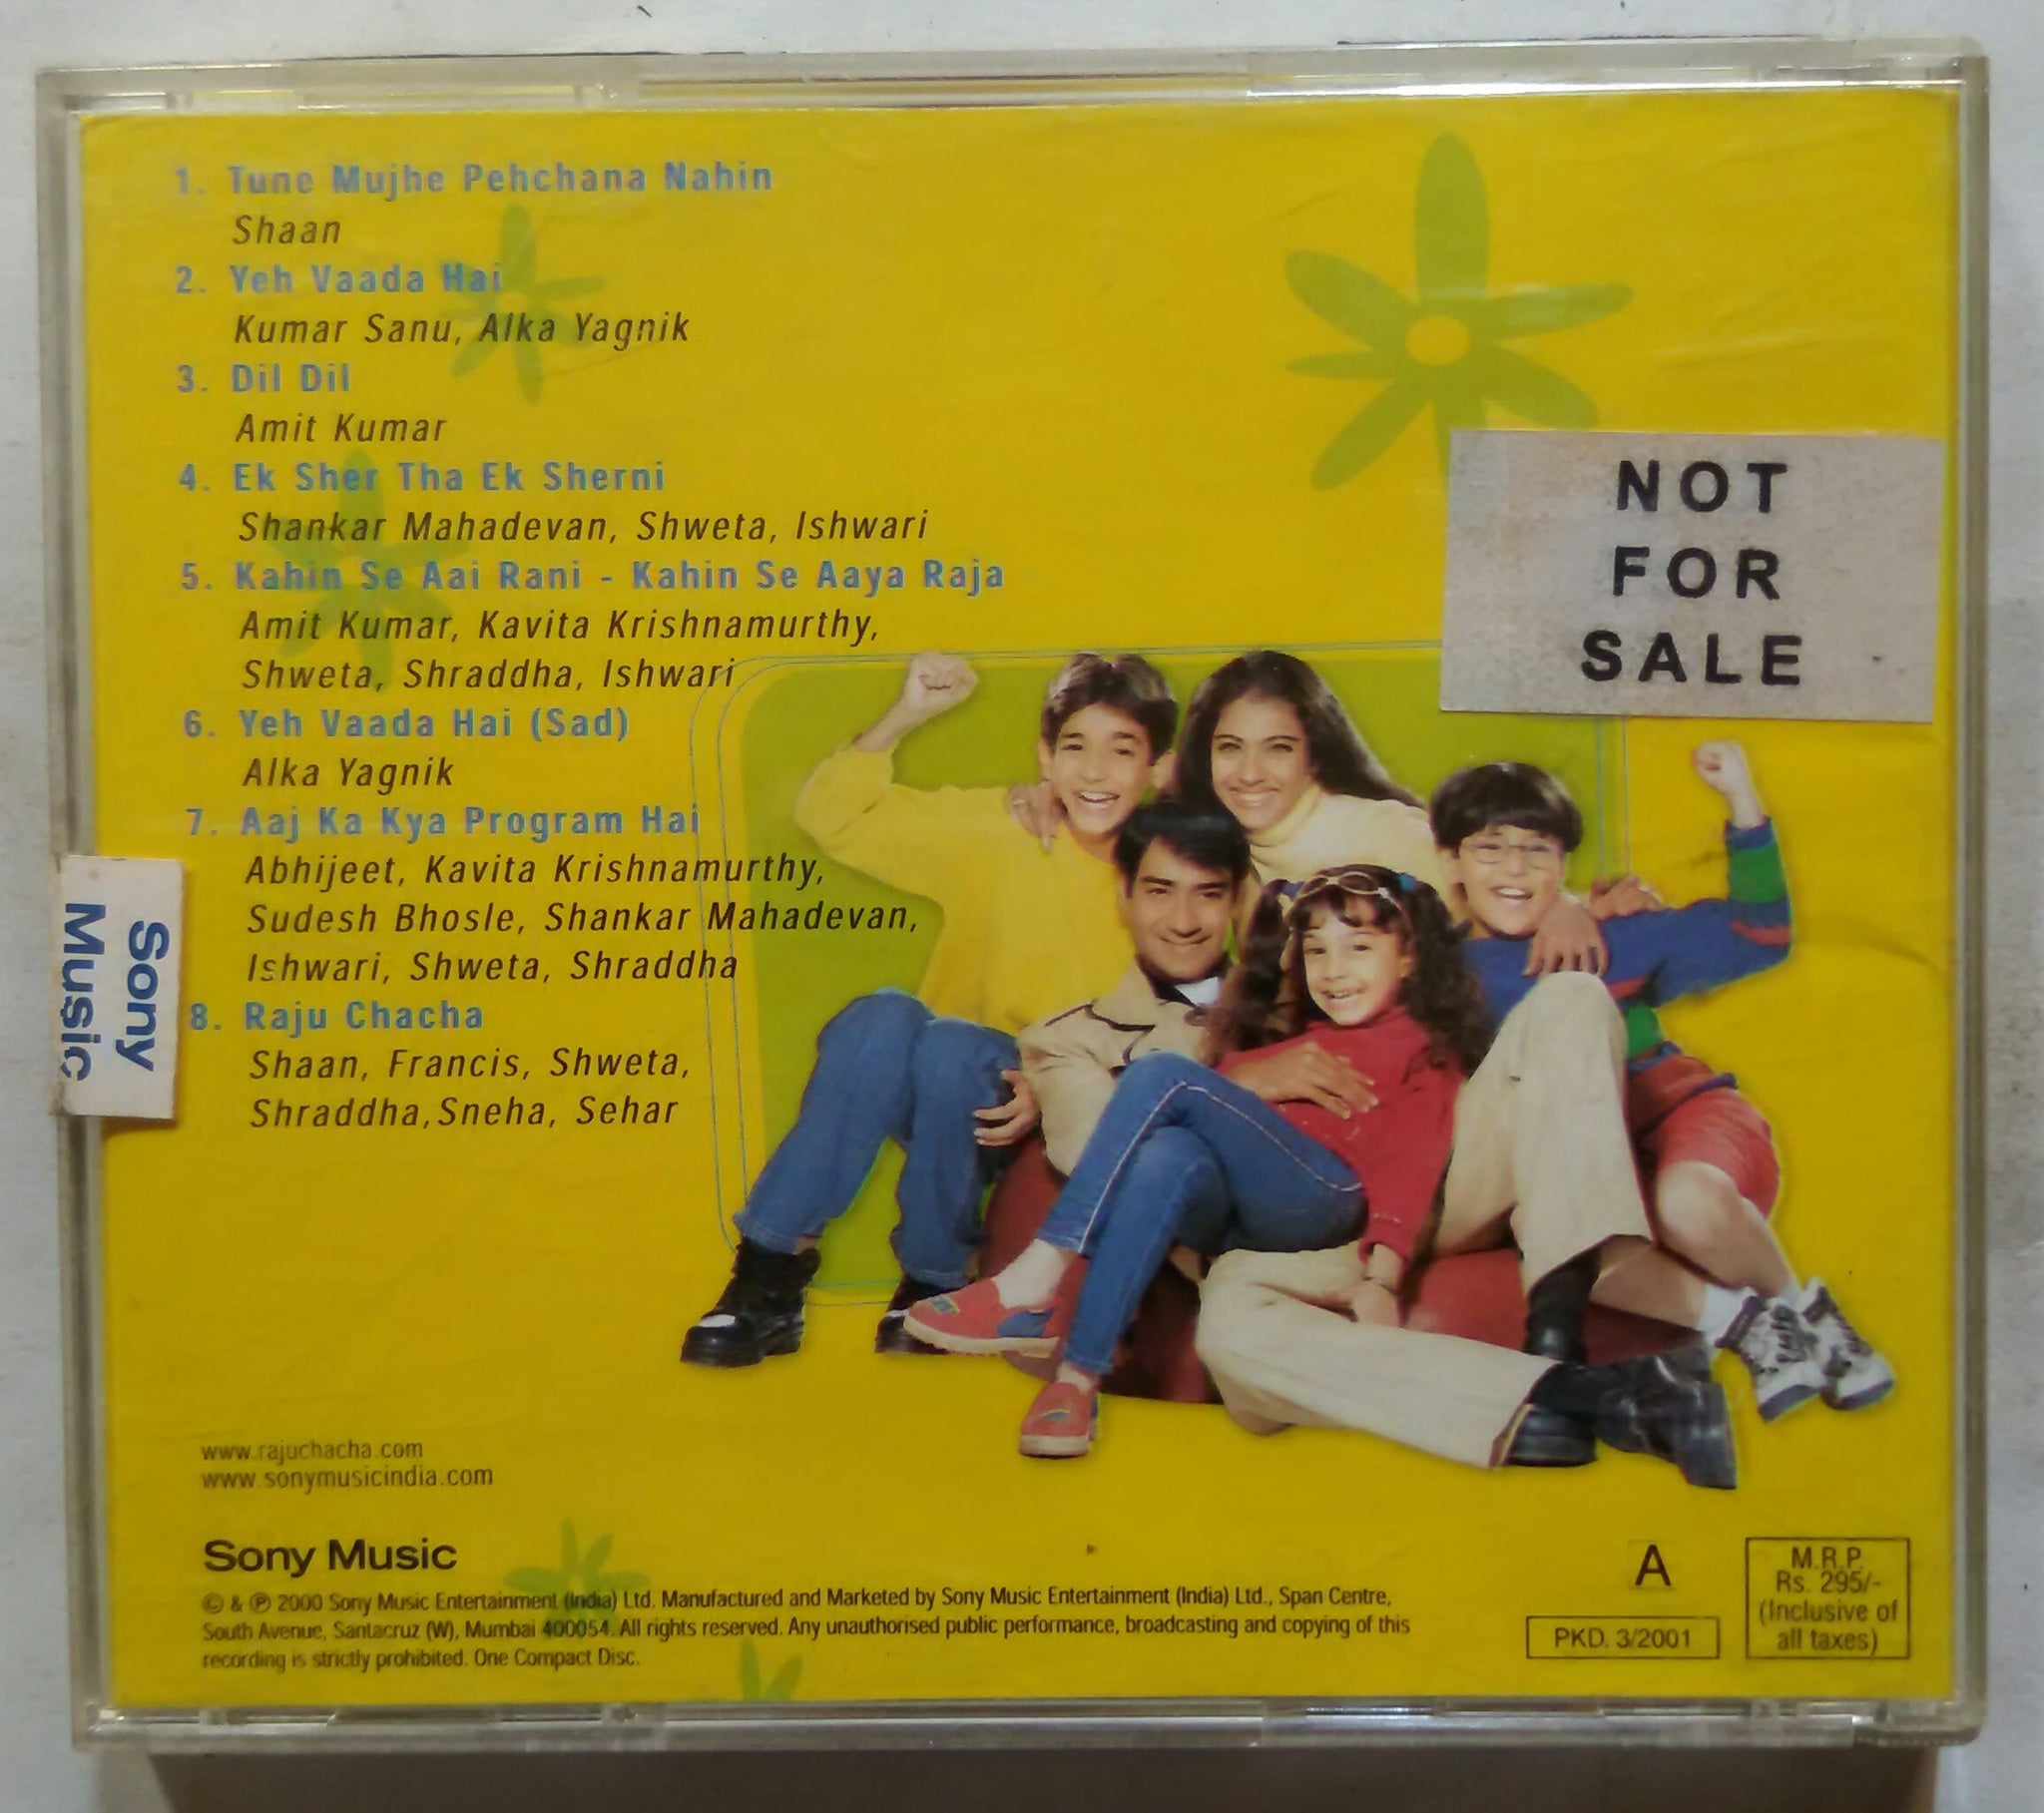 1. Tune Mujhe Pehchana Nahin
Shaan
2. Yeh Vaada Hai
Kumar Sanu, Alka Yagnik
3. Dil Dil
Amit Kumar
4. Ek Sher Tha Ek Sherni
Shankar Mahadevan, Shweta, Ishwari
5. Kahin Se Aai Rani - Kahin Se Aaya Raja
Amit Kumar, Kavita Krishnamurthy,
Shweta, Shraddha, Ishwari
6. Yeh Vaada Hai (Sad)
Alka Yagnik
7. Aaj Ka Kya Program Hai
Abhijeet, Kavita Krishnamurthy,
Sudesh Bhosle, Shankar Mahadevan,
Ishwari, Shweta, Shraddha
8. Raju Chacha
Shaan, Francis, Shweta,
Shraddha,Sneha, Sehar
NOT
FOR
SALE
Sony
Music
www.rajuchacha.com
www.sonymusicindia.com
Sony Music
© & ℗ 2000 Sony Music Entertainment (India) Ltd. Manufactured and Marketed by Sony Music Entertainment (India) Ltd., Span Centre,
South Avenue, Santacruz (W), Mumbai 400054. All rights reserved. Any unauthorised public performance, broadcasting and copying of this
recording is strictly prohibited. One Compact Disc.
A
PKD. 3/2001
M.R.P.
Rs. 295/-
(Inclusive of
all taxes)